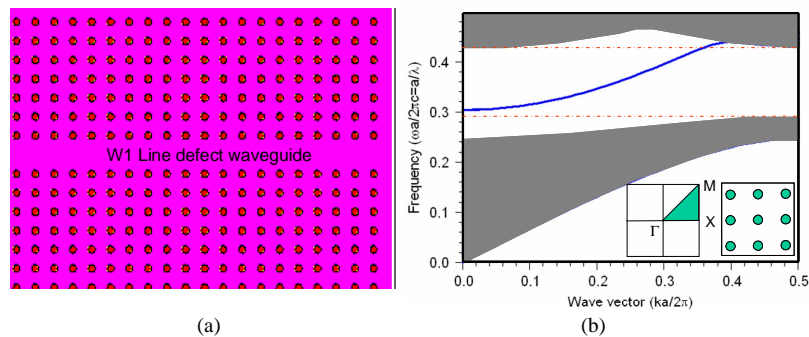 W1 Line defect waveguide
(a)
Frequency (ωa/2πc=a/λ)
0.4
0.3
0.2
0.1
0.0
M
X
Γ
0.0 0.1 0.2 0.3 0.4 0.5
Wave vector (ka/2π)
(b)